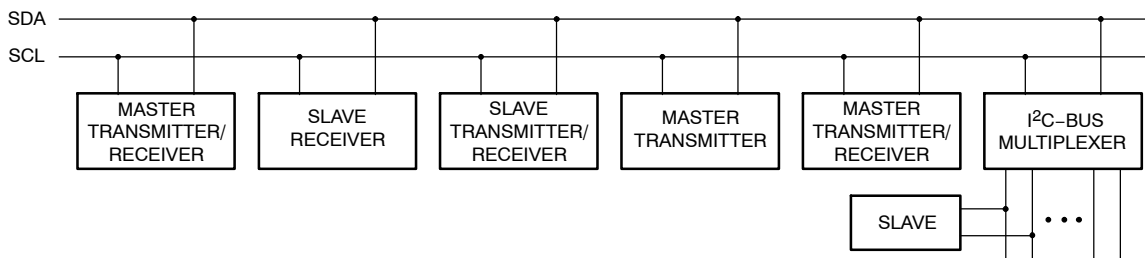 SDA
SCL
MASTER
TRANSMITTER/
RECEIVER
SLAVE
RECEIVER
SLAVE
TRANSMITTER/
RECEIVER
MASTER
TRANSMITTER
MASTER
TRANSMITTER/
RECEIVER
I²C−BUS
MULTIPLEXER
SLAVE